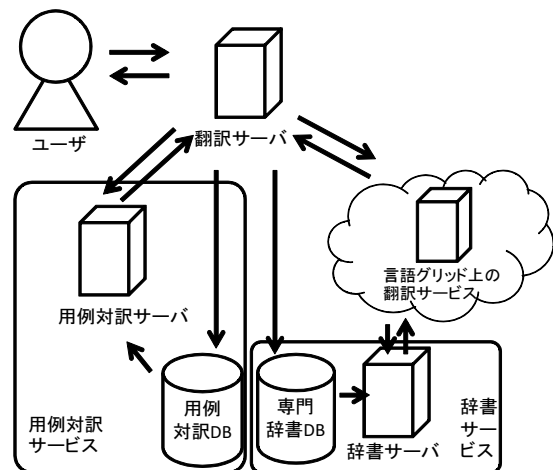 ユーザ
翻訳サーバ
言語グリッド上の
翻訳サービス
用例対訳サーバ
用例
対訳DB
専門
辞書DB
辞書サーバ
用例対訳
サービス
辞書
サー
ビス